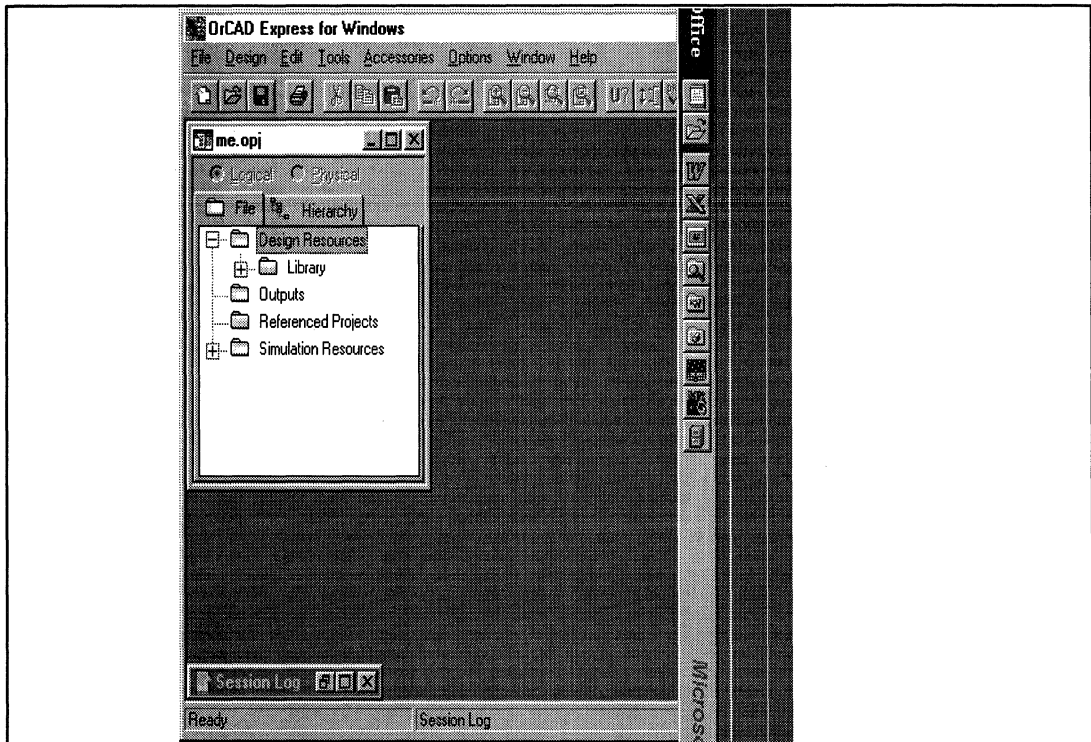 OrCAD Express for Windows
File Design Edit Tools Accessories Options Window Help
U?
me.opj
Logical Physical
File Hierarchy
Design Resources
Library
Outputs
Referenced Projects
Simulation Resources
Session Log
Ready Session Log
Office
W
X
Micros